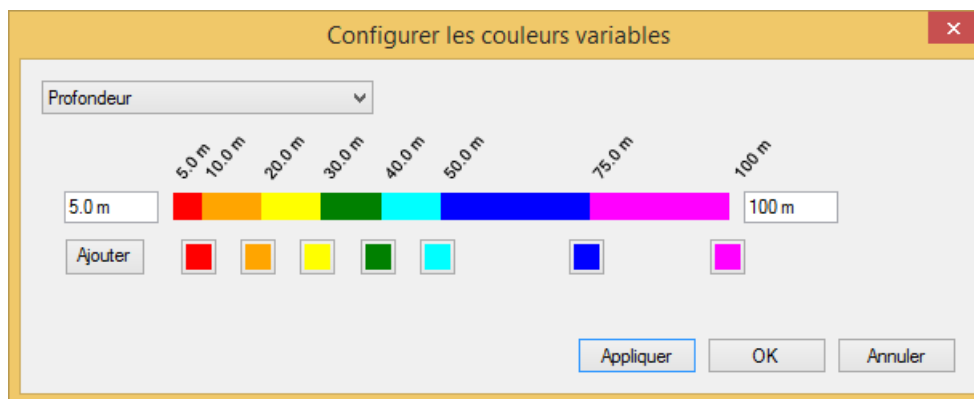 Configurer les couleurs variables
Profondeur
5.0 m 10.0 m 20.0 m 30.0 m 40.0 m 50.0 m 75.0 m 100 m
5.0 m 100 m
Ajouter
Appliquer OK Annuler